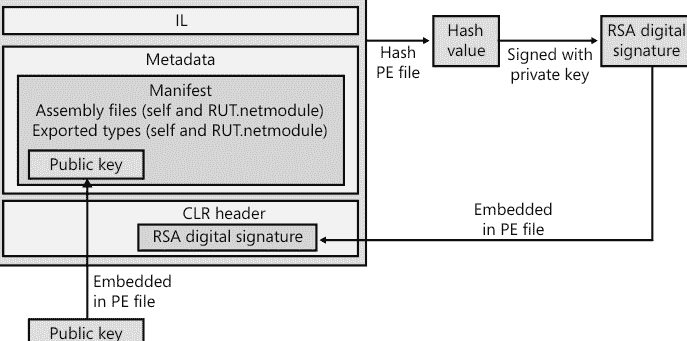 IL
Metadata
Manifest
Assembly files (self and RUT.netmodule)
Exported types (self and RUT.netmodule)
Public key
CLR header
RSA digital signature
Hash
PE file
Hash
value
Signed with
private key
RSA digital
signature
Embedded
in PE file
Embedded
in PE file
Public key